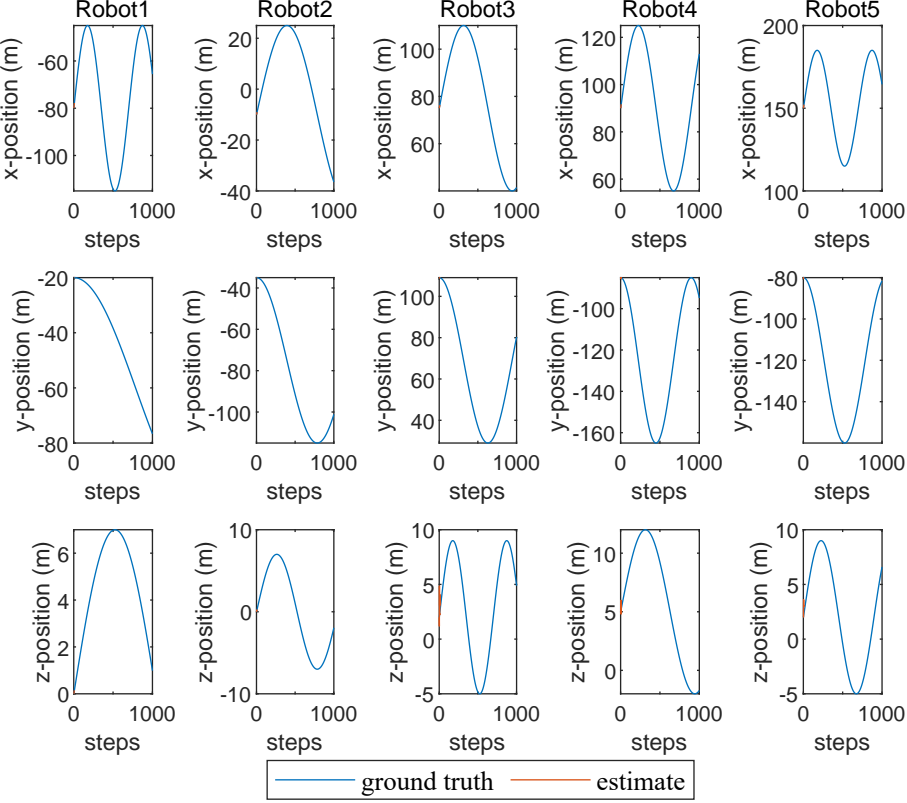 Robot1 Robot2 Robot3 Robot4 Robot5
x-position (m) -60 -80 -100 0 1000 steps
x-position (m) 20 0 -20 -40 0 1000 steps
x-position (m) 100 80 60 0 1000 steps
x-position (m) 120 100 80 60 0 1000 steps
x-position (m) 200 150 100 0 1000 steps
y-position (m) -20 -40 -60 -80 0 1000 steps
y-position (m) -40 -60 -80 -100 0 1000 steps
y-position (m) 100 80 60 40 0 1000 steps
y-position (m) -100 -120 -140 -160 0 1000 steps
y-position (m) -80 -100 -120 -140 0 1000 steps
z-position (m) 6 4 2 0 0 1000 steps
z-position (m) 10 0 -10 0 1000 steps
z-position (m) 10 5 0 -5 0 1000 steps
z-position (m) 10 5 0 0 1000 steps
z-position (m) 10 5 0 -5 0 1000 steps
ground truth estimate